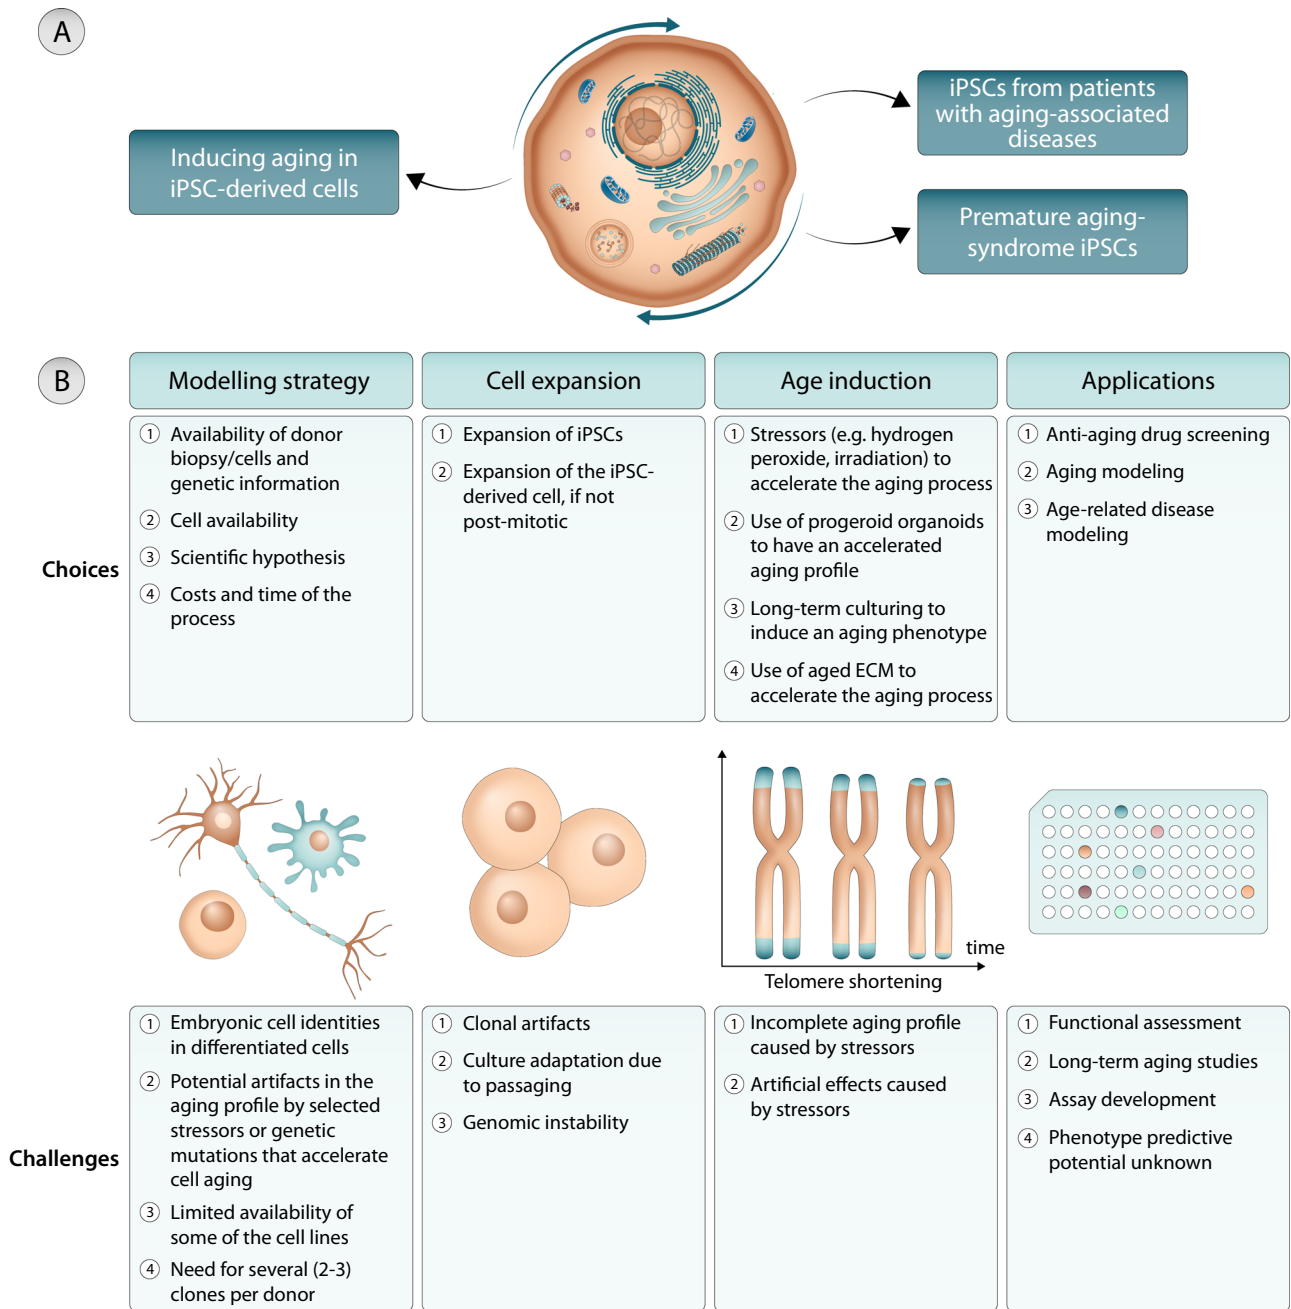 A
Inducing aging in
iPSC-derived cells
iPSCs from patients
with aging-associated
diseases
Premature aging-
syndrome iPSCs
B
Modelling strategy
Cell expansion
Age induction
Applications
Choices
1 Availability of donor
biopsy/cells and
genetic information
2 Cell availability
3 Scientific hypothesis
4 Costs and time of the
process
1 Expansion of iPSCs
2 Expansion of the iPSC-
derived cell, if not
post-mitotic
1 Stressors (e.g. hydrogen
peroxide, irradiation) to
accelerate the aging process
2 Use of progeroid organoids
to have an accelerated
aging profile
3 Long-term culturing to
induce an aging phenotype
4 Use of aged ECM to
accelerate the aging process
1 Anti-aging drug screening
2 Aging modeling
3 Age-related disease
modeling
time
Telomere shortening
Challenges
1 Embryonic cell identities
in differentiated cells
2 Potential artifacts in the
aging profile by selected
stressors or genetic
mutations that accelerate
cell aging
3 Limited availability of
some of the cell lines
4 Need for several (2-3)
clones per donor
1 Clonal artifacts
2 Culture adaptation due
to passaging
3 Genomic instability
1 Incomplete aging profile
caused by stressors
2 Artificial effects caused
by stressors
1 Functional assessment
2 Long-term aging studies
3 Assay development
4 Phenotype predictive
potential unknown